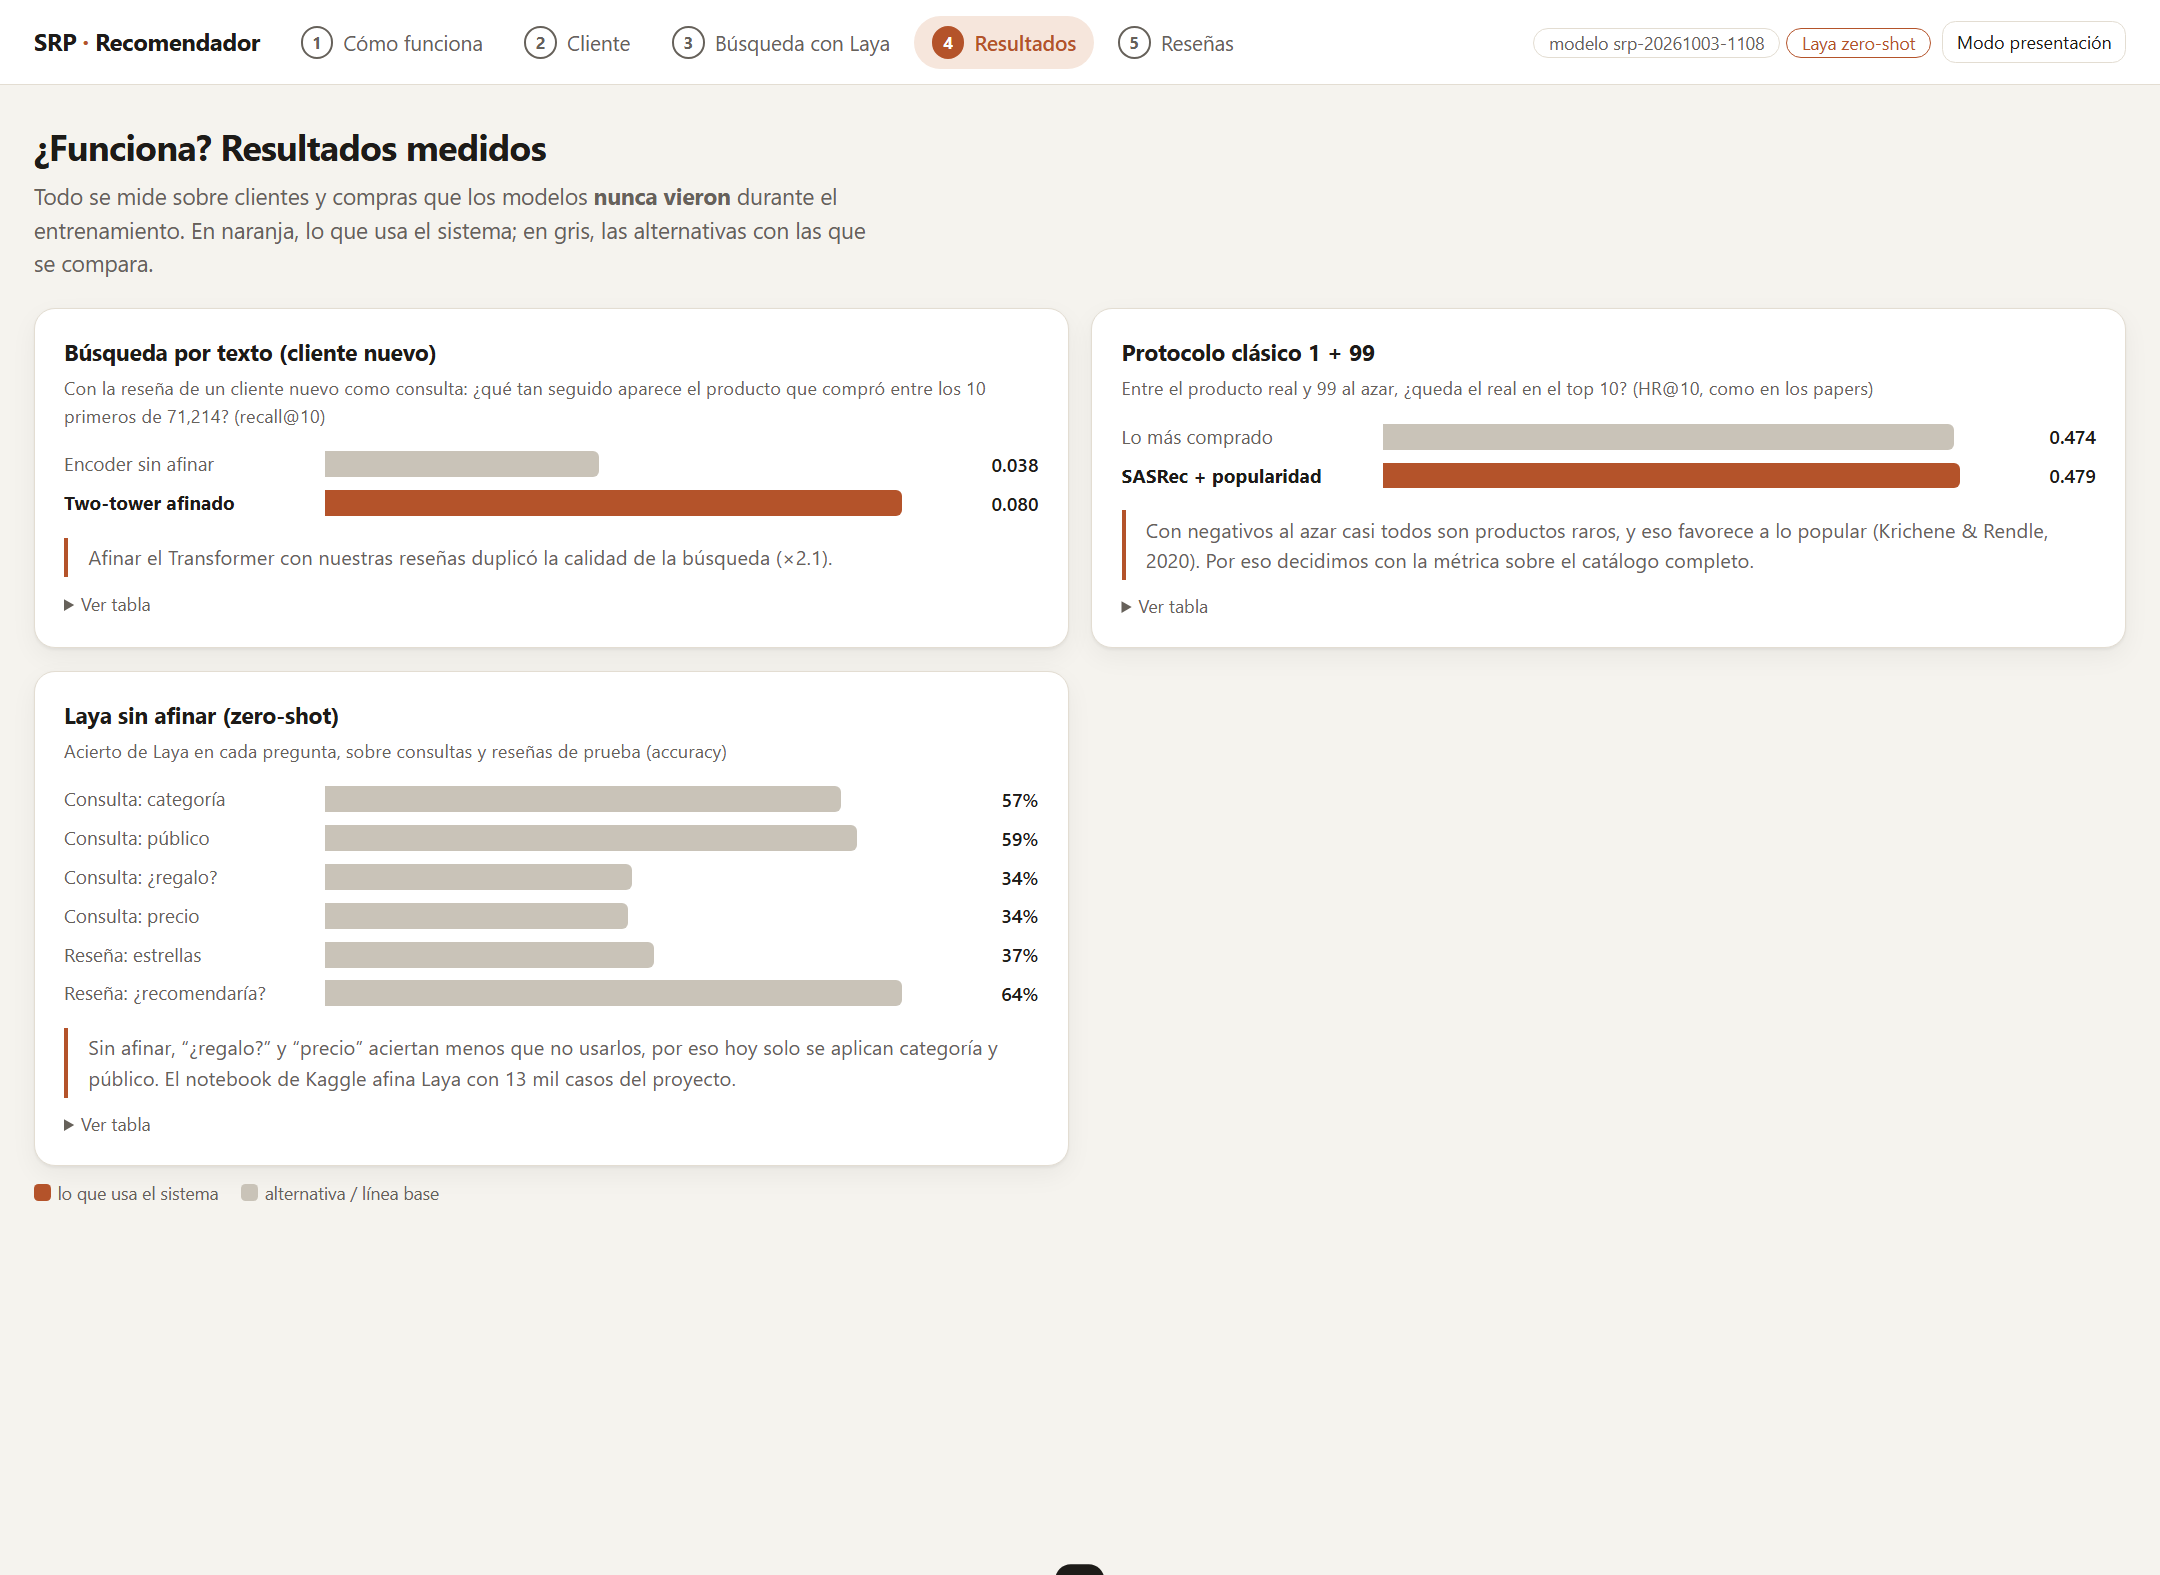 SRP · Recomendador
1 Cómo funciona
2 Cliente
3 Búsqueda con Laya
4 Resultados
5 Reseñas
modelo srp-20261003-1108
Laya zero-shot
Modo presentación
¿Funciona? Resultados medidos
Todo se mide sobre clientes y compras que los modelos nunca vieron durante el
entrenamiento. En naranja, lo que usa el sistema; en gris, las alternativas con las que
se compara.
Búsqueda por texto (cliente nuevo)
Con la reseña de un cliente nuevo como consulta: ¿qué tan seguido aparece el producto que compró entre los 10
primeros de 71,214? (recall@10)
Encoder sin afinar 0.038
Two-tower afinado 0.080
Afinar el Transformer con nuestras reseñas duplicó la calidad de la búsqueda (×2.1).
▶ Ver tabla
Protocolo clásico 1 + 99
Entre el producto real y 99 al azar, ¿queda el real en el top 10? (HR@10, como en los papers)
Lo más comprado 0.474
SASRec + popularidad 0.479
Con negativos al azar casi todos son productos raros, y eso favorece a lo popular (Krichene & Rendle,
2020). Por eso decidimos con la métrica sobre el catálogo completo.
▶ Ver tabla
Laya sin afinar (zero-shot)
Acierto de Laya en cada pregunta, sobre consultas y reseñas de prueba (accuracy)
Consulta: categoría 57%
Consulta: público 59%
Consulta: ¿regalo? 34%
Consulta: precio 34%
Reseña: estrellas 37%
Reseña: ¿recomendaría? 64%
Sin afinar, “¿regalo?” y “precio” aciertan menos que no usarlos, por eso hoy solo se aplican categoría y
público. El notebook de Kaggle afina Laya con 13 mil casos del proyecto.
▶ Ver tabla
lo que usa el sistema
alternativa / línea base